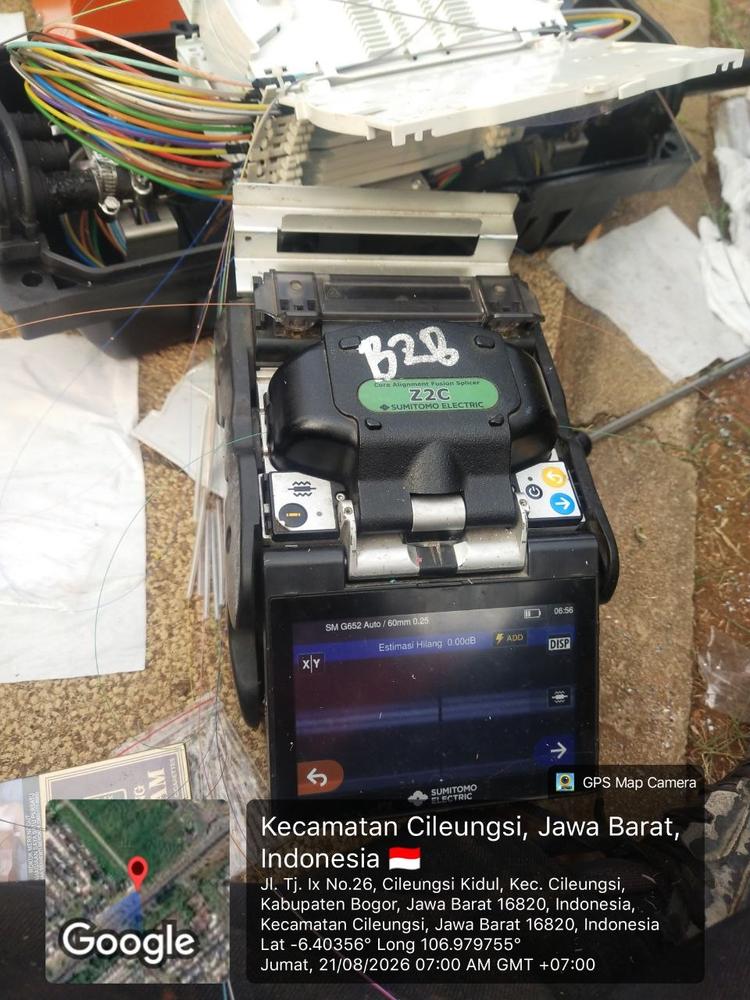 B28
Core Alignment Fusion Splicer
Z2C
SUMITOMO ELECTRIC
SM G652 Auto / 60mm 0.25
06:56
Estimasi Hilang 0.00dB
ADD
DISP
X|Y
SUMITOMO
ELECTRIC
GPS Map Camera
Google
Kecamatan Cileungsi, Jawa Barat,
Indonesia 🇮🇩
Jl. Tj. Ix No.26, Cileungsi Kidul, Kec. Cileungsi,
Kabupaten Bogor, Jawa Barat 16820, Indonesia,
Kecamatan Cileungsi, Jawa Barat 16820, Indonesia
Lat -6.40356° Long 106.979755°
Jumat, 21/08/2026 07:00 AM GMT +07:00